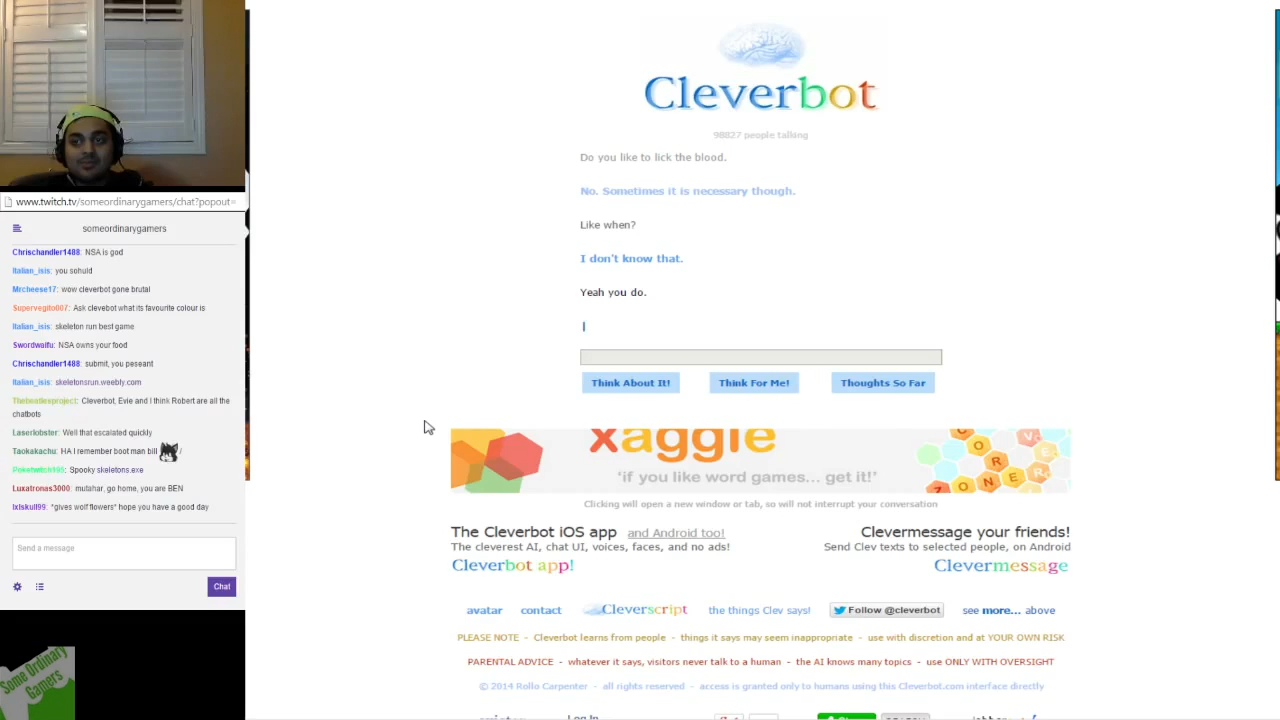 www.twitch.tv/someordinarygamers/chat?popout=
someordinarygamers
Chrischandler1488: NSA is god
Italian_isis: you sohuld
Mrcheese17: wow cleverbot gone brutal
Supervegito007: Ask clevebot what its favourite colour is
Italian_isis: skeleton run best game
Swordwaifu: NSA owns your food
Chrischandler1488: submit, you peseant
Italian_isis: skeletonsrun.weebly.com
Thebeatlesproject: Cleverbot, Evie and I think Robert are all the
chatbots
Laserlobster: Well that escalated quickly
Taokakachu: HA I remember boot man bill /
Poketwitch195: Spooky skeletons.exe
Luxatronas3000: mutahar, go home, you are BEN
lxlskull99: *gives wolf flowers* hope you have a good day
Send a message
Chat
Some Ordinary
Gamers
Cleverbot
98827 people talking
Do you like to lick the blood.
No. Sometimes it is necessary though.
Like when?
I don't know that.
Yeah you do.
Think About It! Think For Me! Thoughts So Far
xaggle
'if you like word games... get it!'
Clicking will open a new window or tab, so will not interrupt your conversation
The Cleverbot iOS app and Android too!
The cleverest AI, chat UI, voices, faces, and no ads!
Cleverbot app!
Clevermessage your friends!
Send Clev texts to selected people, on Android
Clevermessage
avatar contact Cleverscript the things Clev says! Follow @cleverbot see more... above
PLEASE NOTE - Cleverbot learns from people - things it says may seem inappropriate - use with discretion and at YOUR OWN RISK
PARENTAL ADVICE - whatever it says, visitors never talk to a human - the AI knows many topics - use ONLY WITH OVERSIGHT
© 2014 Rollo Carpenter - all rights reserved - access is granted only to humans using this Cleverbot.com interface directly
Log In